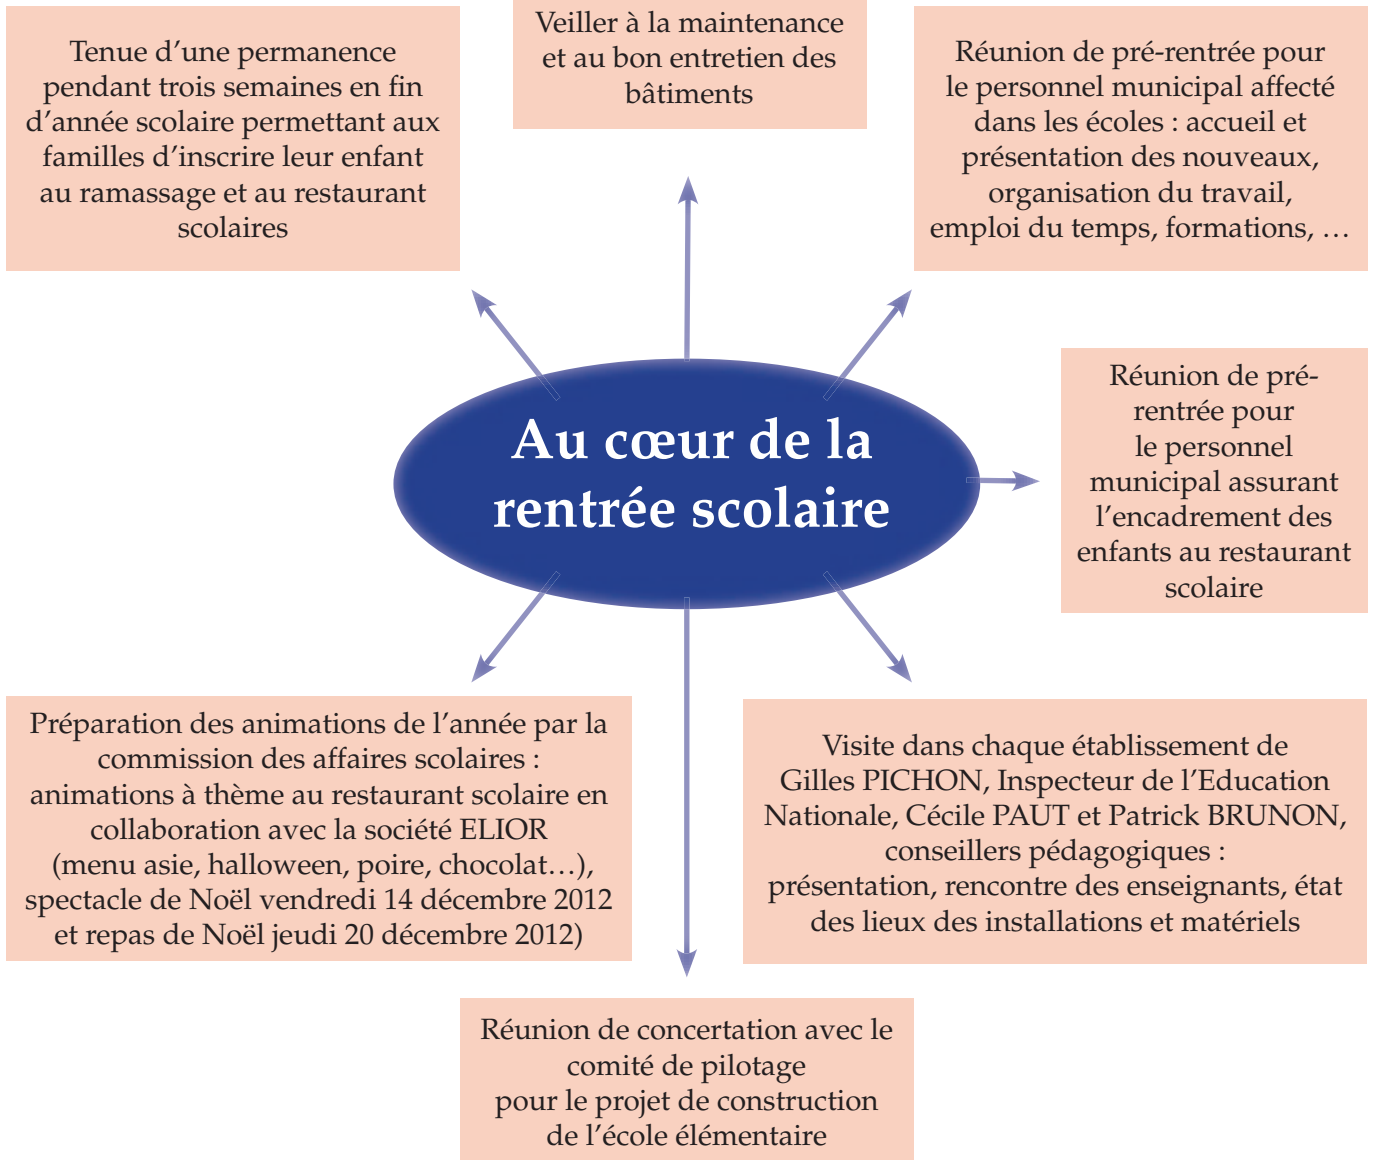 Tenue d’une permanence
pendant trois semaines en fin
d’année scolaire permettant aux
familles d’inscrire leur enfant
au ramassage et au restaurant
scolaires
Veiller à la maintenance
et au bon entretien des
bâtiments
Réunion de pré-rentrée pour
le personnel municipal affecté
dans les écoles : accueil et
présentation des nouveaux,
organisation du travail,
emploi du temps, formations, …
Au cœur de la
rentrée scolaire
Réunion de pré-
rentrée pour
le personnel
municipal assurant
l’encadrement des
enfants au restaurant
scolaire
Préparation des animations de l’année par la
commission des affaires scolaires :
animations à thème au restaurant scolaire en
collaboration avec la société ELIOR
(menu asie, halloween, poire, chocolat…),
spectacle de Noël vendredi 14 décembre 2012
et repas de Noël jeudi 20 décembre 2012)
Visite dans chaque établissement de
Gilles PICHON, Inspecteur de l’Education
Nationale, Cécile PAUT et Patrick BRUNON,
conseillers pédagogiques :
présentation, rencontre des enseignants, état
des lieux des installations et matériels
Réunion de concertation avec le
comité de pilotage
pour le projet de construction
de l’école élémentaire